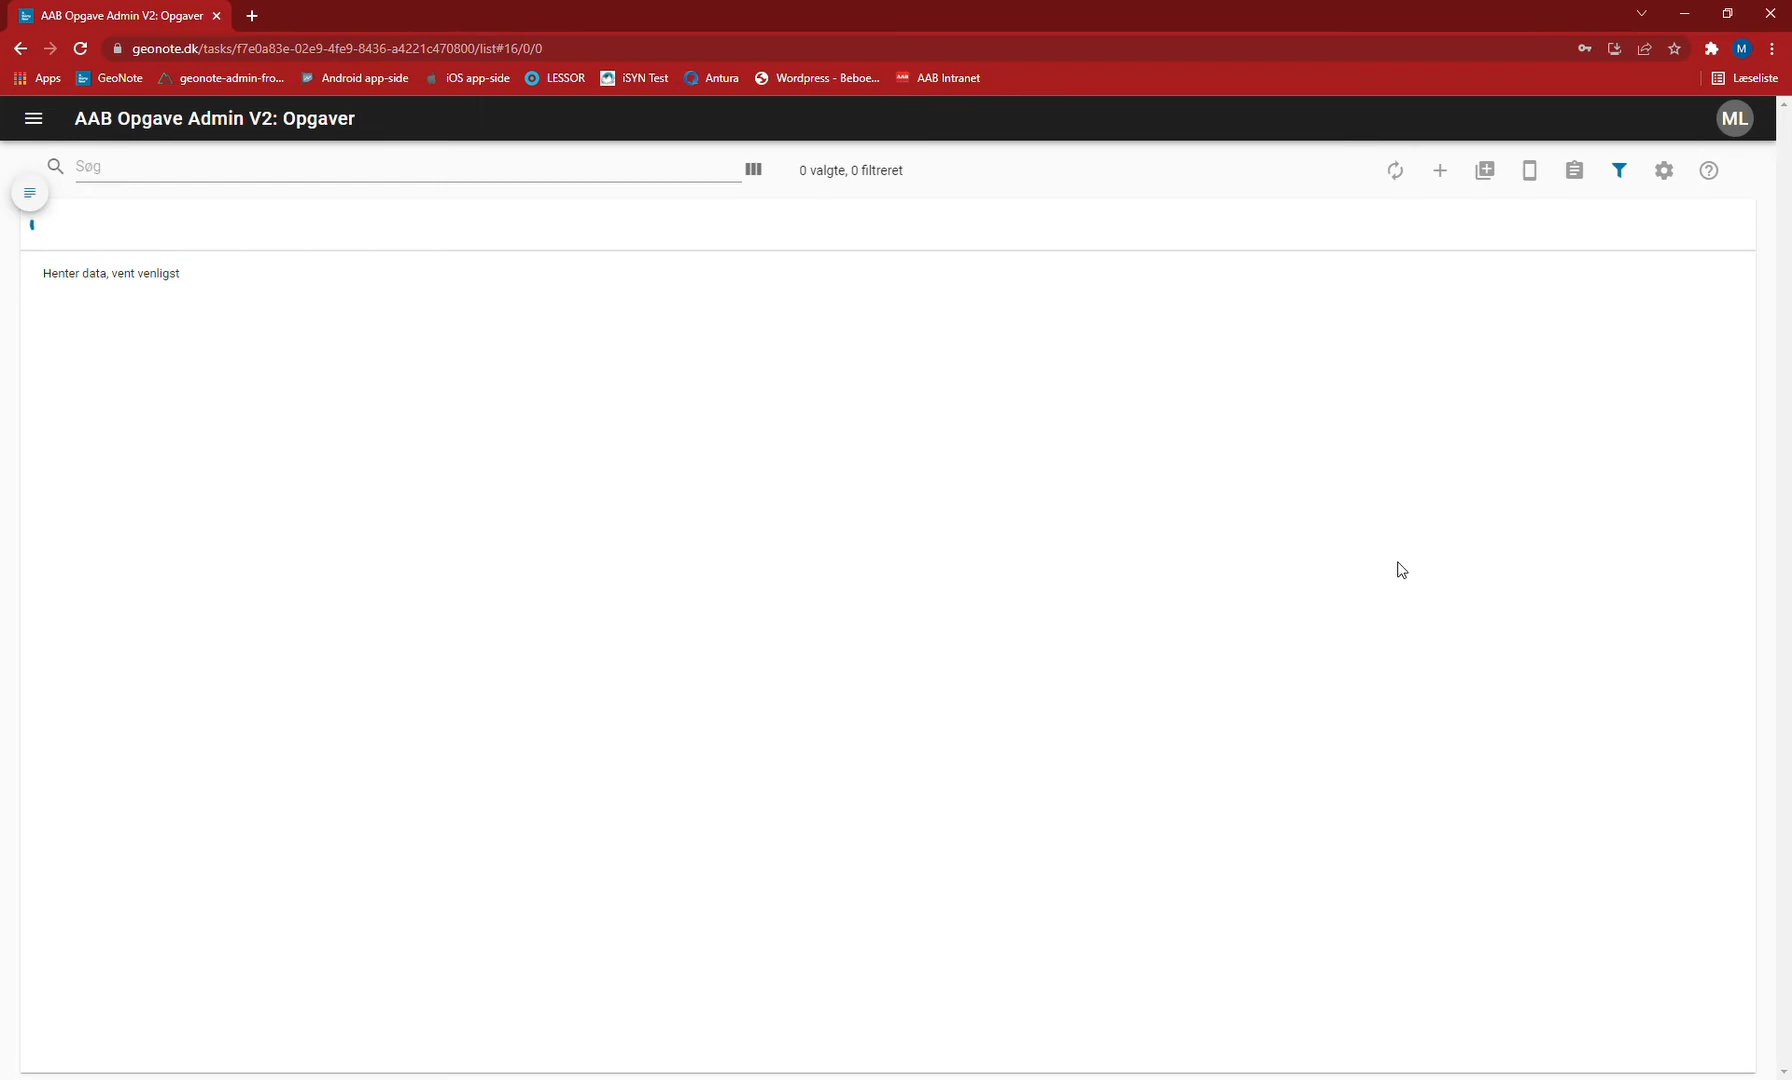 AAB Opgave Admin V2: Opgaver
geonote.dk/tasks/f7e0a83e-02e9-4fe9-8436-a4221c470800/list#16/0/0
M
Apps GeoNote geonote-admin-fro... Android app-side iOS app-side LESSOR iSYN Test Antura Wordpress - Beboe... AAB Intranet Læseliste
AAB Opgave Admin V2: Opgaver ML
Søg 0 valgte, 0 filtreret
Henter data, vent venligst